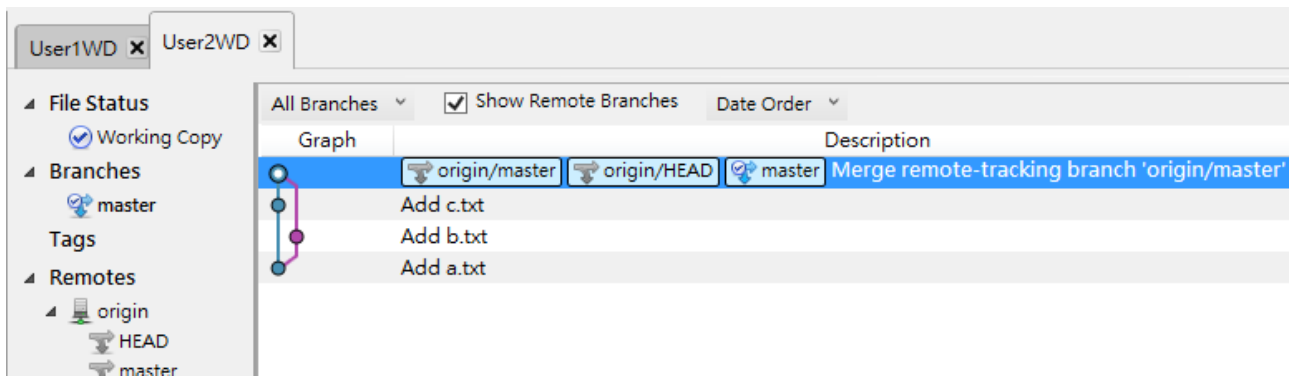 User1WD User2WD
File Status
Working Copy
Branches
master
Tags
Remotes
origin
HEAD
master
All Branches Show Remote Branches Date Order
Graph Description
origin/master origin/HEAD master Merge remote-tracking branch 'origin/master'
Add c.txt
Add b.txt
Add a.txt